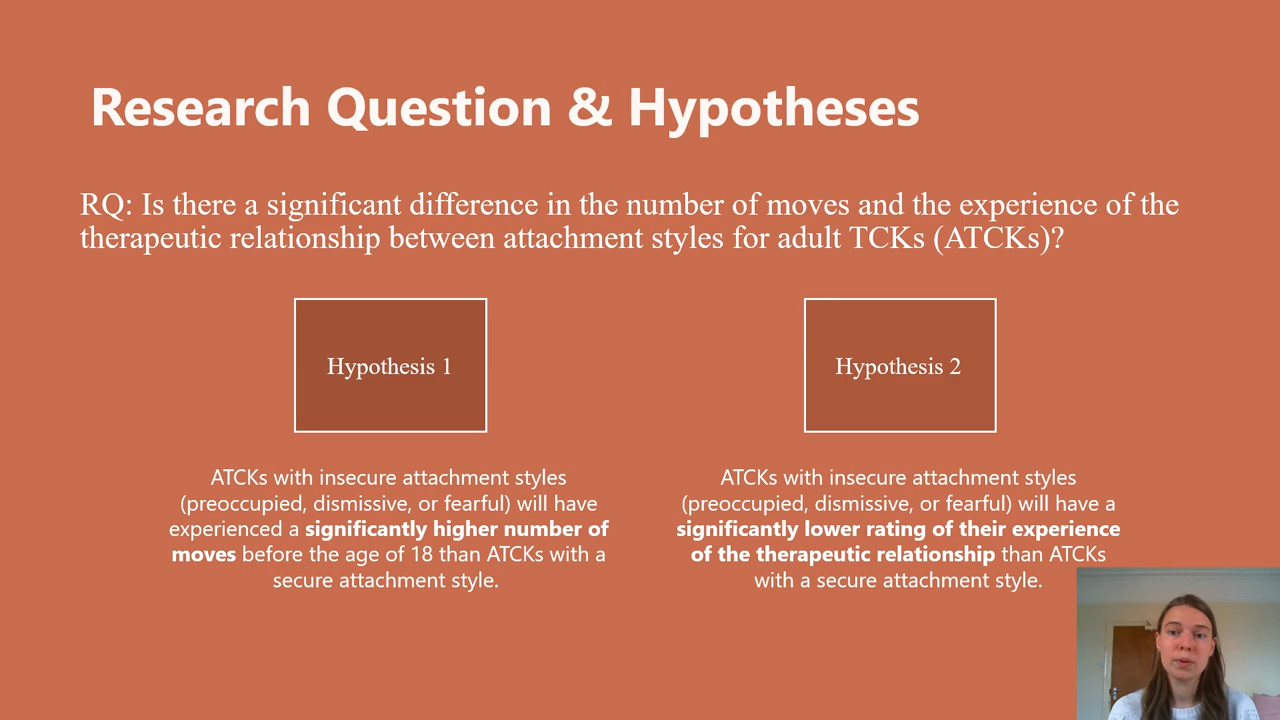 Research Question & Hypotheses
RQ: Is there a significant difference in the number of moves and the experience of the
therapeutic relationship between attachment styles for adult TCKs (ATCKs)?
Hypothesis 1
ATCKs with insecure attachment styles
(preoccupied, dismissive, or fearful) will have
experienced a significantly higher number of
moves before the age of 18 than ATCKs with a
secure attachment style.
Hypothesis 2
ATCKs with insecure attachment styles
(preoccupied, dismissive, or fearful) will have a
significantly lower rating of their experience
of the therapeutic relationship than ATCKs
with a secure attachment style.